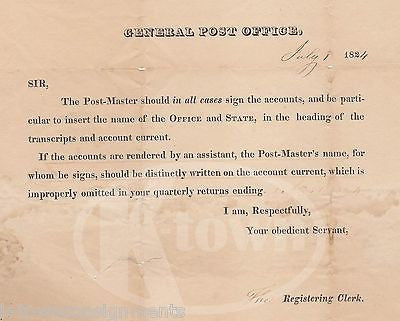 GENERAL POST OFFICE,
July 1824
SIR,
The Post-Master should in all cases sign the accounts, and be parti-
cular to insert the name of the OFFICE and STATE, in the heading of the
transcripts and account current.
If the accounts are rendered by an assistant, the Post-Master's name, for
whom be signs, should be distinctly written on the account current, which is
improperly omitted in your quarterly returns ending.
I am, Respectfully,
Your obedient Servant,
Registering Clerk.